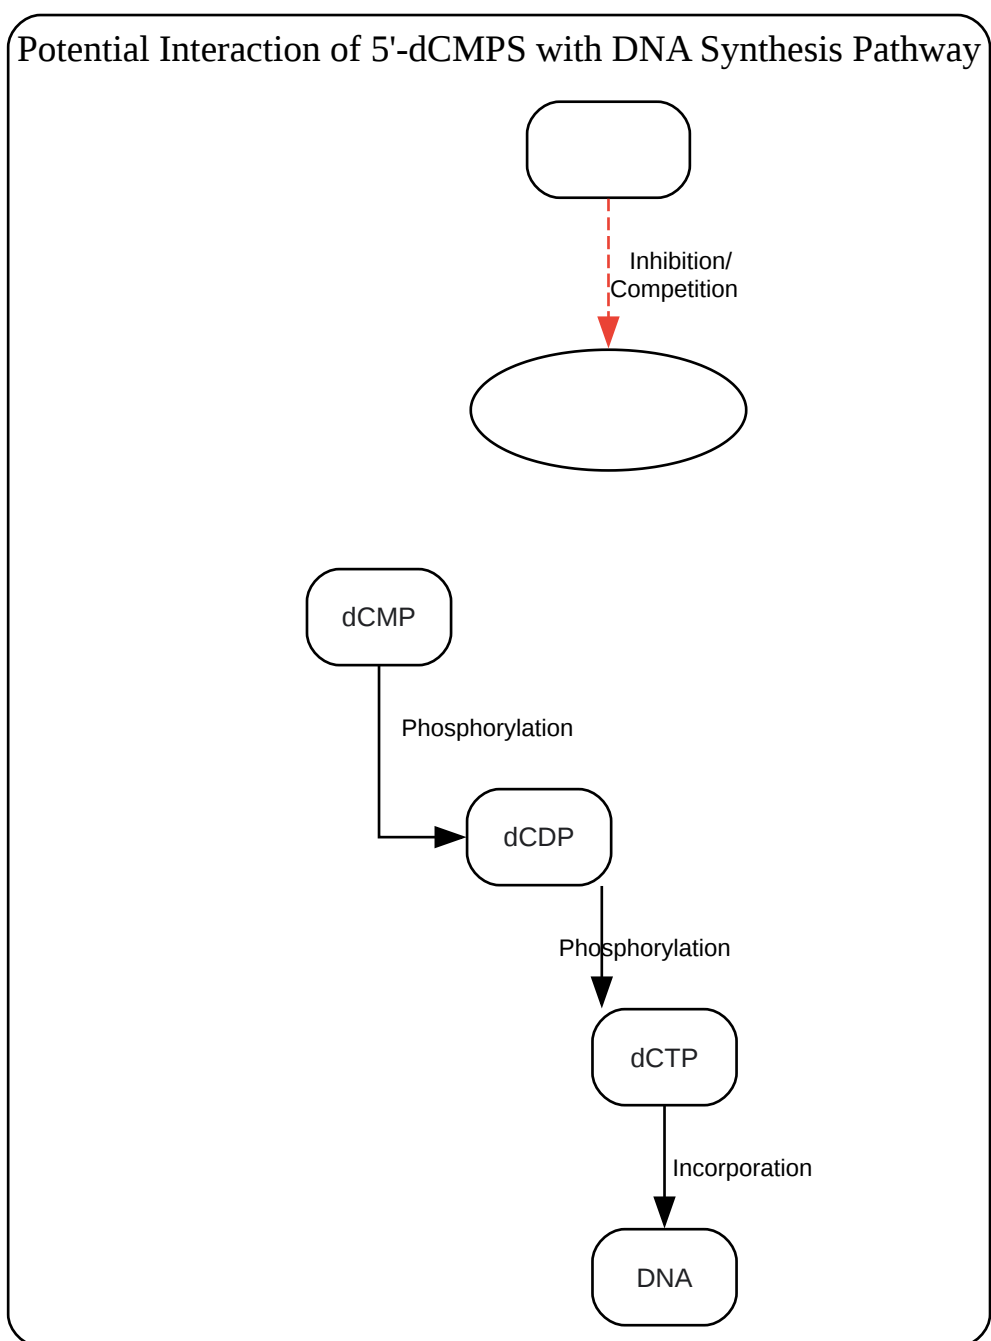 Potential Interaction of 5'-dCMPS with DNA Synthesis Pathway
Inhibition/
Competition
dCMP
Phosphorylation
dCDP
Phosphorylation
dCTP
Incorporation
DNA